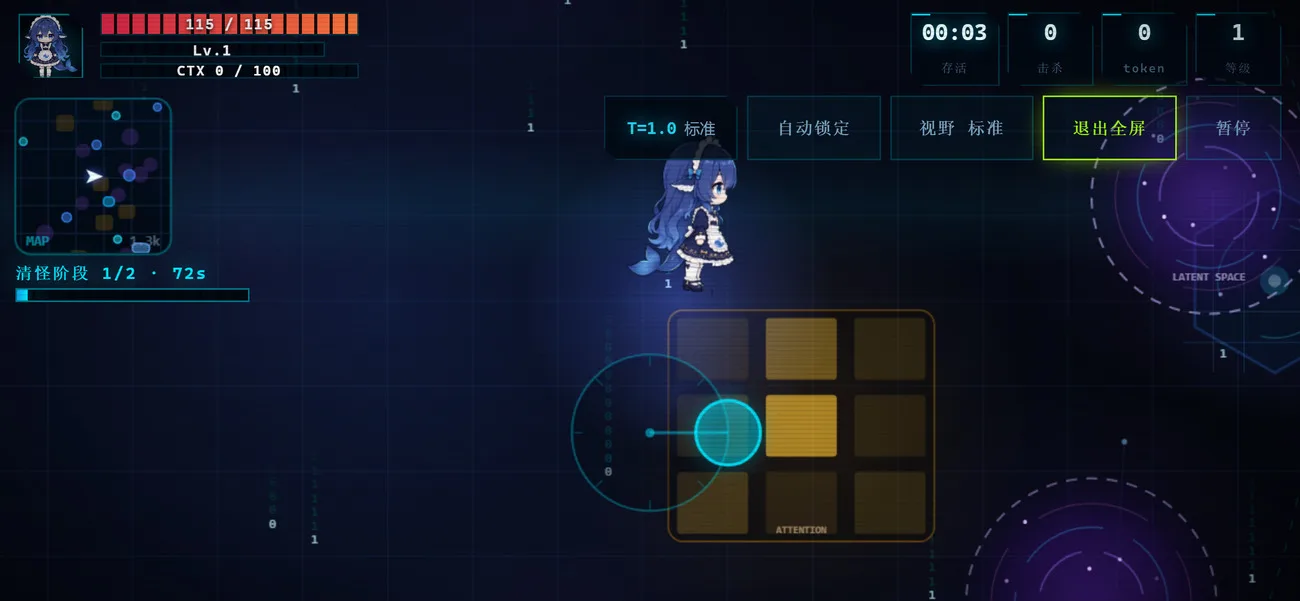 115 / 115
Lv.1
CTX 0 / 100
00:03
存活
0
击杀
0
token
1
等级
T=1.0 标准
自动锁定
视野 标准
退出全屏
暂停
MAP
1.3k
清怪阶段 1/2 · 72s
LATENT SPACE
ATTENTION